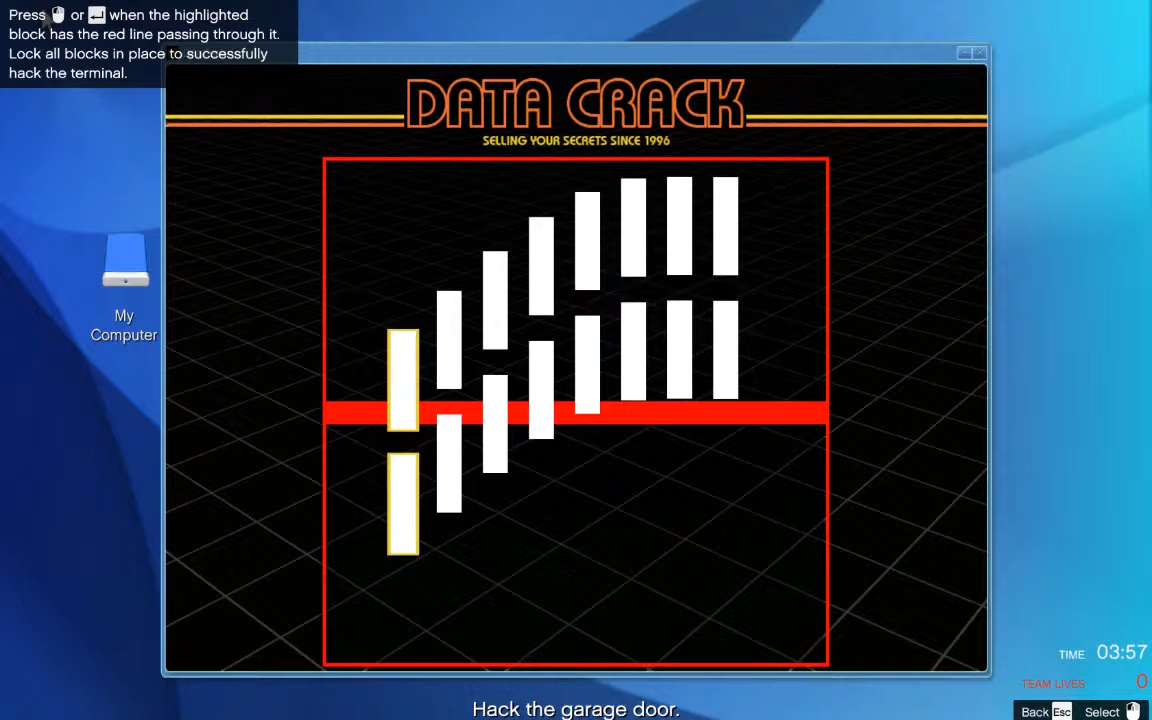 Press or when the highlighted
block has the red line passing through it.
Lock all blocks in place to successfully
hack the terminal.
DATA CRACK
SELLING YOUR SECRETS SINCE 1996
My
Computer
TIME 03:57
TEAM LIVES 0
Hack the garage door.
Back Esc Select